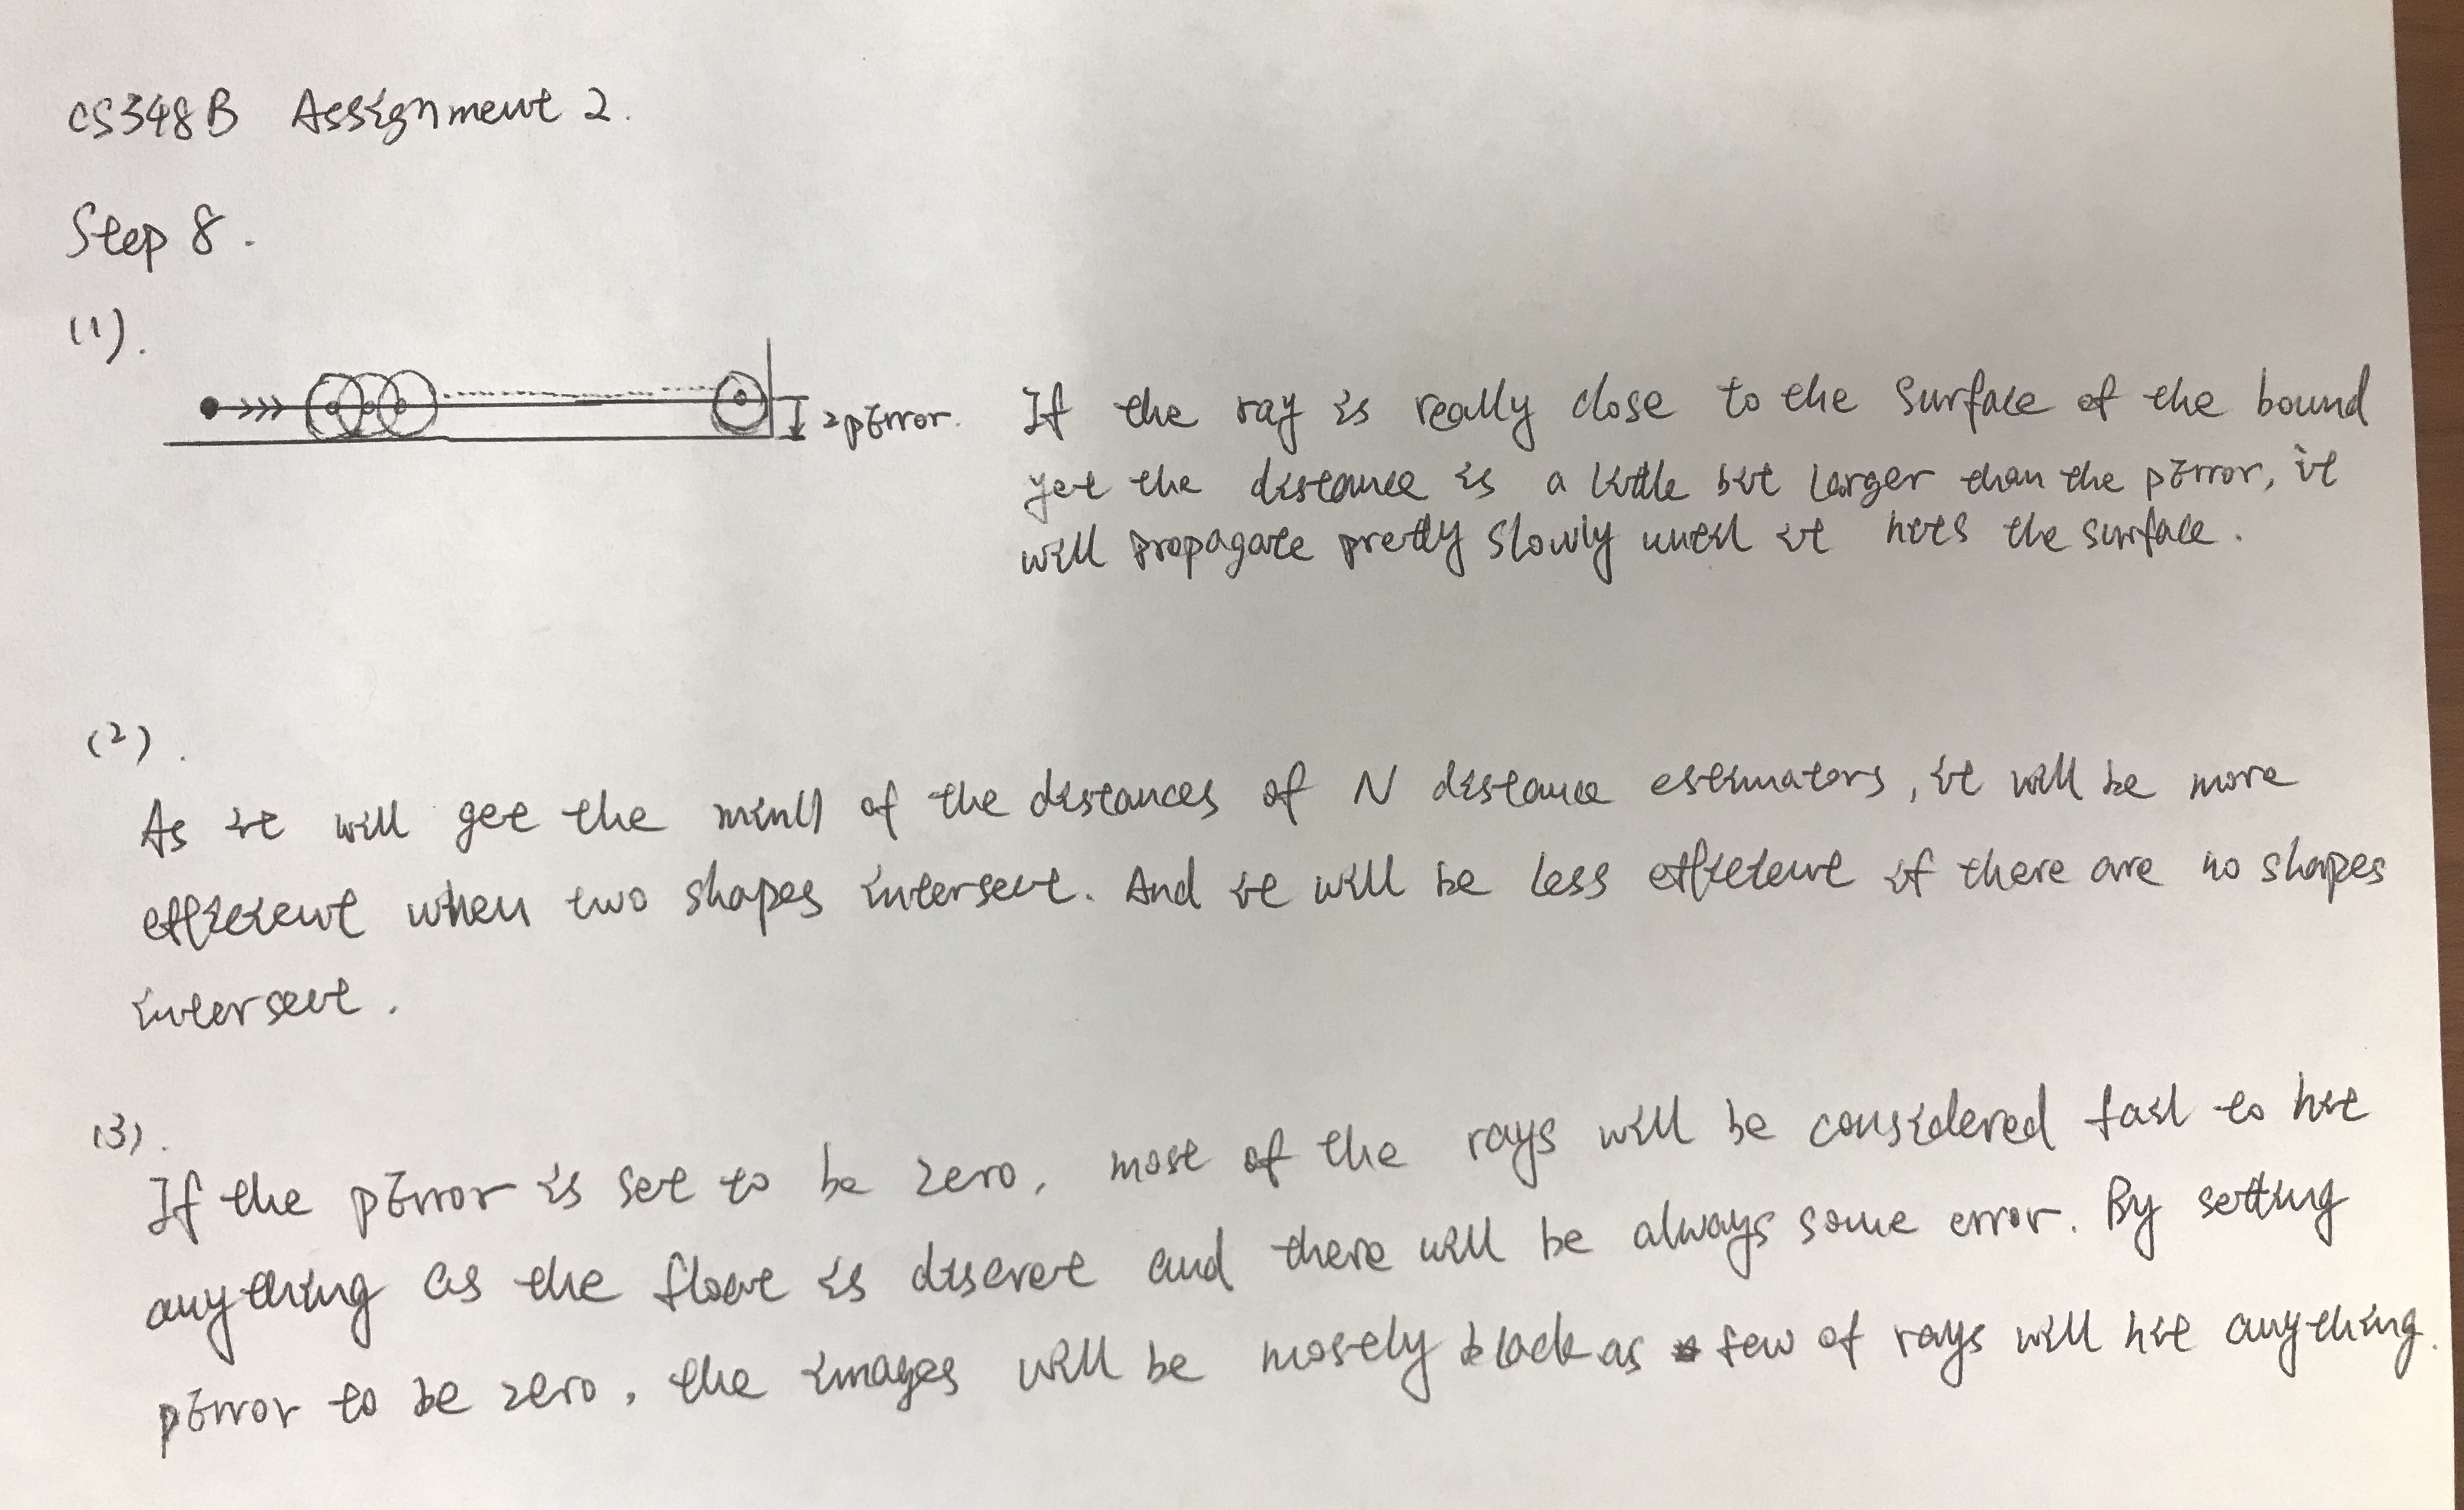 CS348B Assignment 2.
Step 8.
(1).
2pError.
If the ray is really close to the surface of the bound
yet the distance is a little bit larger than the pError, it
will propagate pretty slowly until it hits the surface.
(2).
As it will get the min() of the distances of N distance estimators, it will be more
efficient when two shapes intersect. And it will be less efficient if there are no shapes
intersect.
(3).
If the pError is set to be zero, most of the rays will be considered fail to hit
anything as the float is discret and there will be always some error. By setting
pError to be zero, the images will be mostly black as few of rays will hit anything.